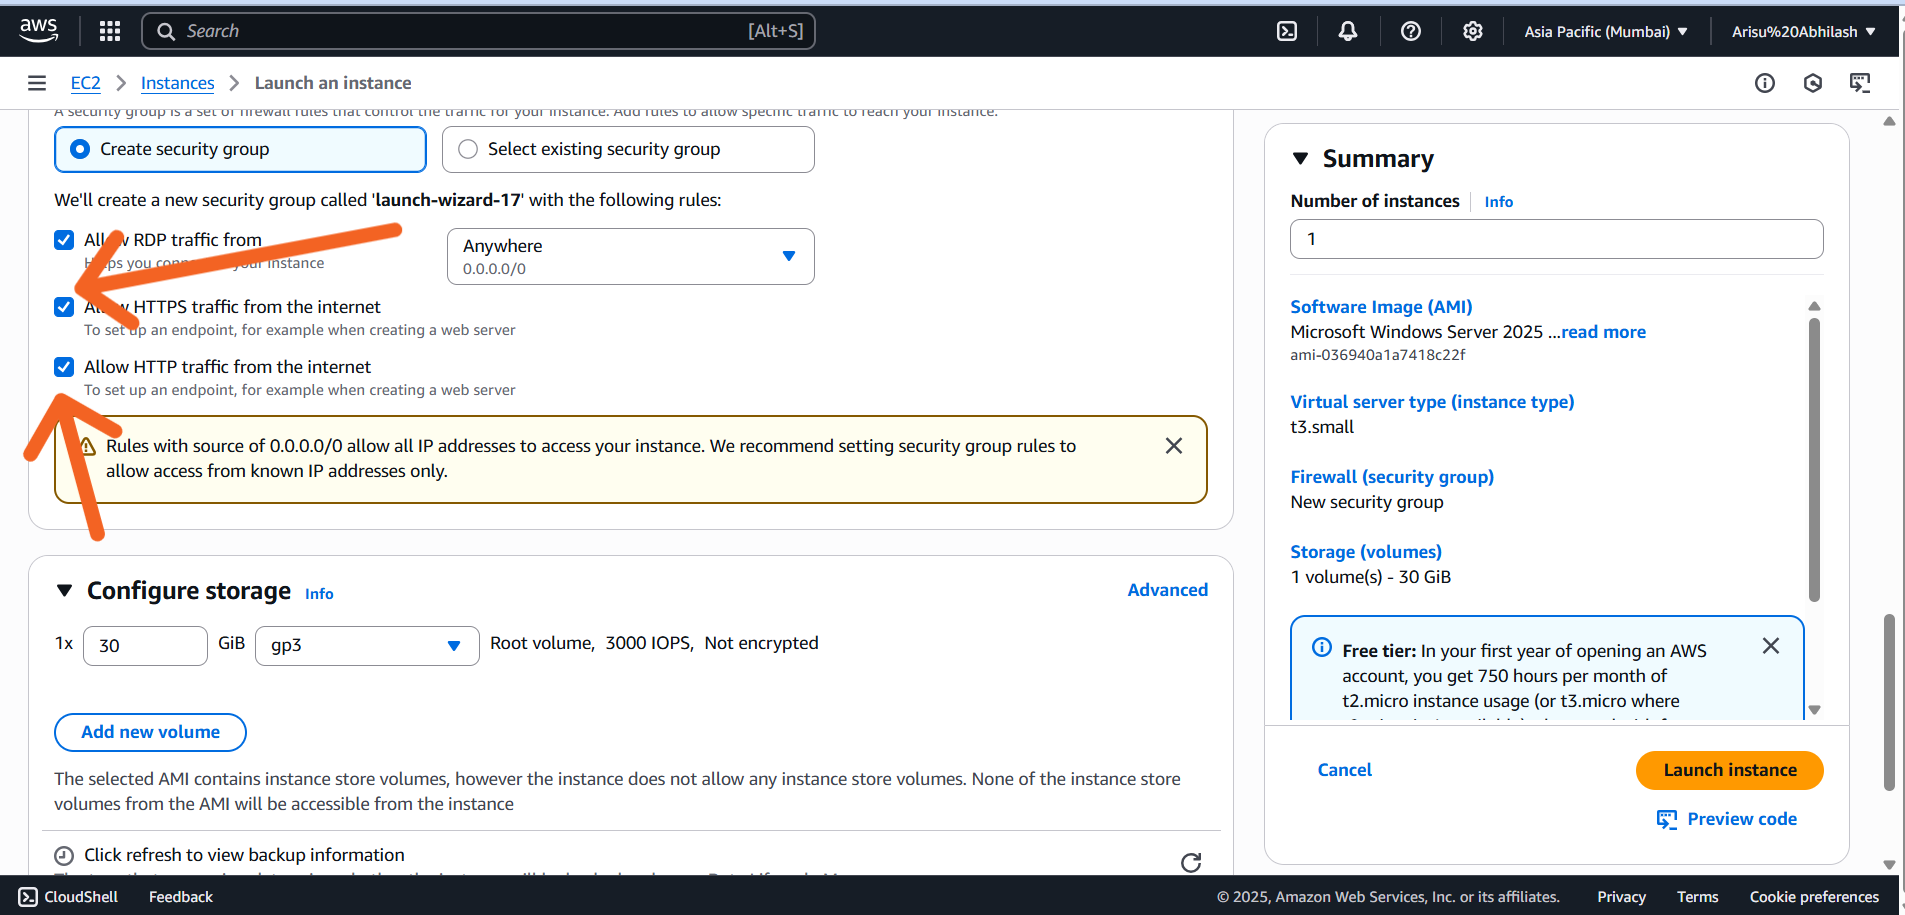 aws
Search
[Alt+S]
Asia Pacific (Mumbai)
Arisu%20Abhilash
EC2
Instances
Launch an instance
A security group is a set of firewall rules that control the traffic for your instance. Add rules to allow specific traffic to reach your instance.
Create security group
Select existing security group
We'll create a new security group called 'launch-wizard-17' with the following rules:
RDP traffic from
Anywhere
0.0.0.0/0
you your instance
HTTPS traffic from the internet
To set up an endpoint, for example when creating a web server
Allow HTTP traffic from the internet
To set up an endpoint, for example when creating a web server
Rules with source of 0.0.0.0/0 allow all IP addresses to access your instance. We recommend setting security group rules to
allow access from known IP addresses only.
Configure storage
Info
Advanced
1x
30
GiB
gp3
Root volume, 3000 IOPS, Not encrypted
Add new volume
The selected AMI contains instance store volumes, however the instance does not allow any instance store volumes. None of the instance store
volumes from the AMI will be accessible from the instance
Click refresh to view backup information
Summary
Number of instances
Info
1
Software Image (AMI)
Microsoft Windows Server 2025 ...read more
ami-036940a1a7418c22f
Virtual server type (instance type)
t3.small
Firewall (security group)
New security group
Storage (volumes)
1 volume(s) - 30 GiB
Free tier: In your first year of opening an AWS
account, you get 750 hours per month of
t2.micro instance usage (or t3.micro where
Cancel
Launch instance
Preview code
CloudShell
Feedback
© 2025, Amazon Web Services, Inc. or its affiliates.
Privacy
Terms
Cookie preferences